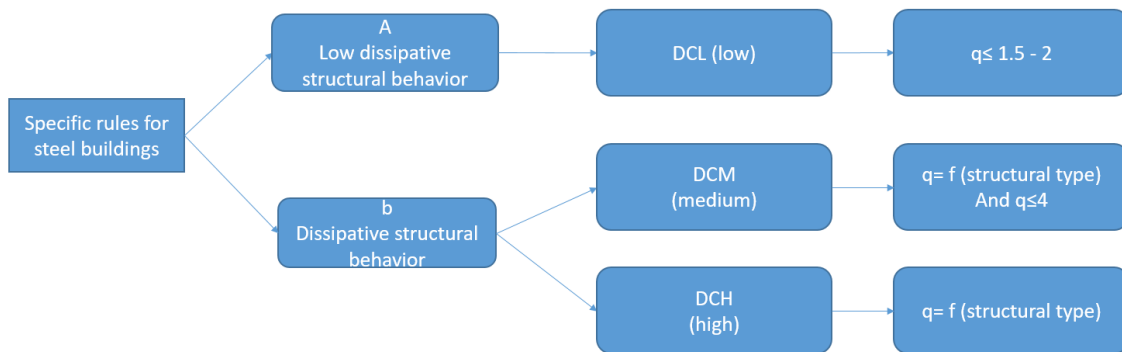 Specific rules for
steel buildings
A
Low dissipative
structural behavior
DCL (low)
q≤ 1.5 - 2
b
Dissipative structural
behavior
DCM
(medium)
q= f (structural type)
And q≤4
DCH
(high)
q= f (structural type)